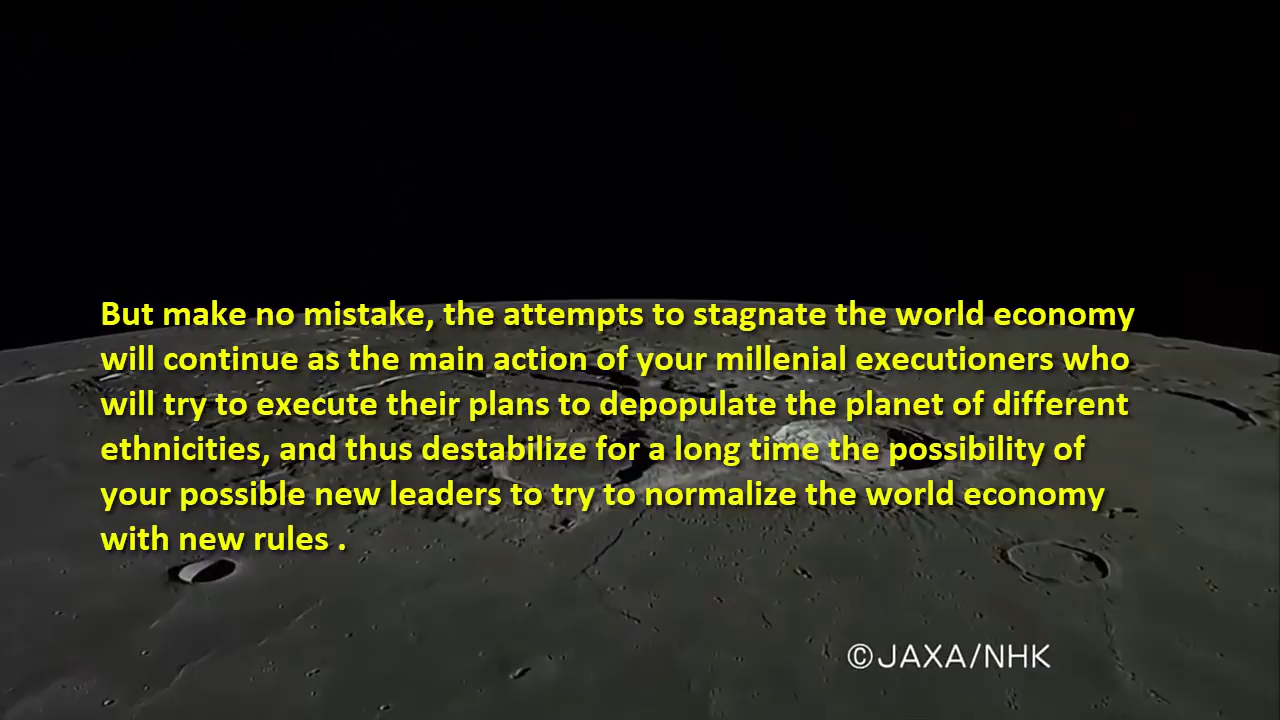 But make no mistake, the attempts to stagnate the world economy
will continue as the main action of your millenial executioners who
will try to execute their plans to depopulate the planet of different
ethnicities, and thus destabilize for a long time the possibility of
your possible new leaders to try to normalize the world economy
with new rules .
©JAXA/NHK